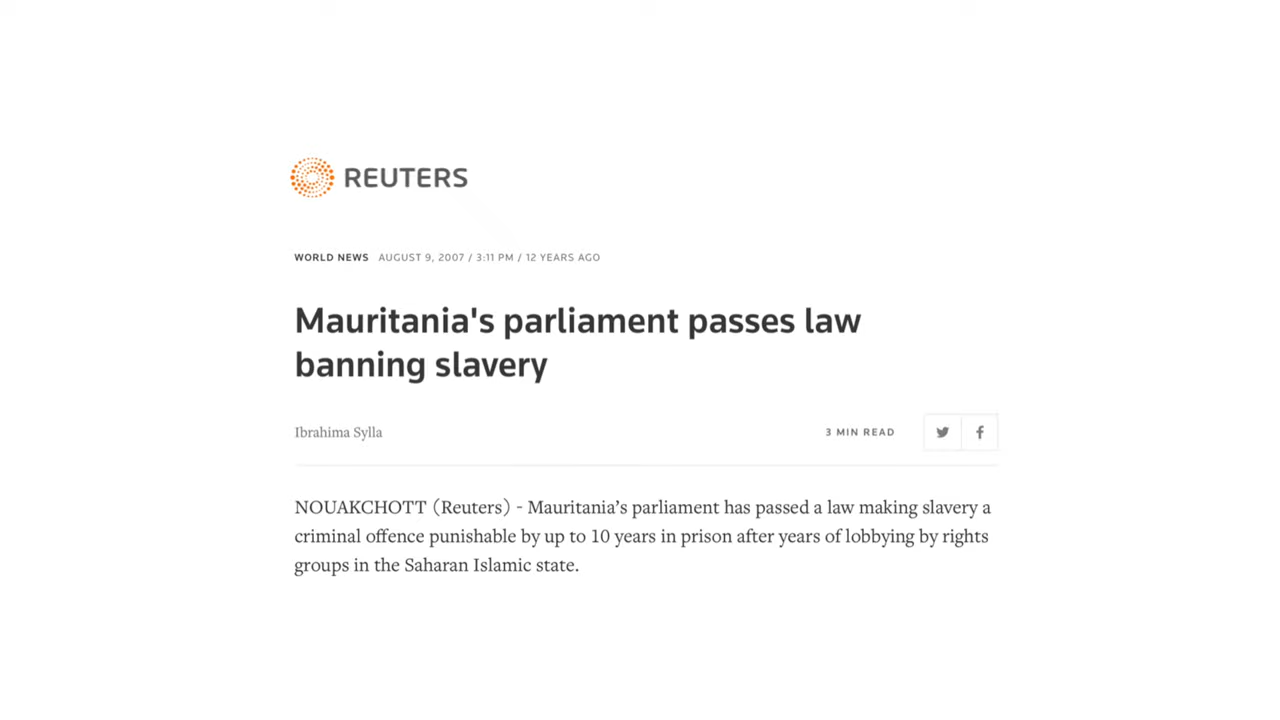 REUTERS
WORLD NEWS AUGUST 9, 2007 / 3:11 PM / 12 YEARS AGO
Mauritania's parliament passes law
banning slavery
Ibrahima Sylla
3 MIN READ
NOUAKCHOTT (Reuters) - Mauritania’s parliament has passed a law making slavery a
criminal offence punishable by up to 10 years in prison after years of lobbying by rights
groups in the Saharan Islamic state.